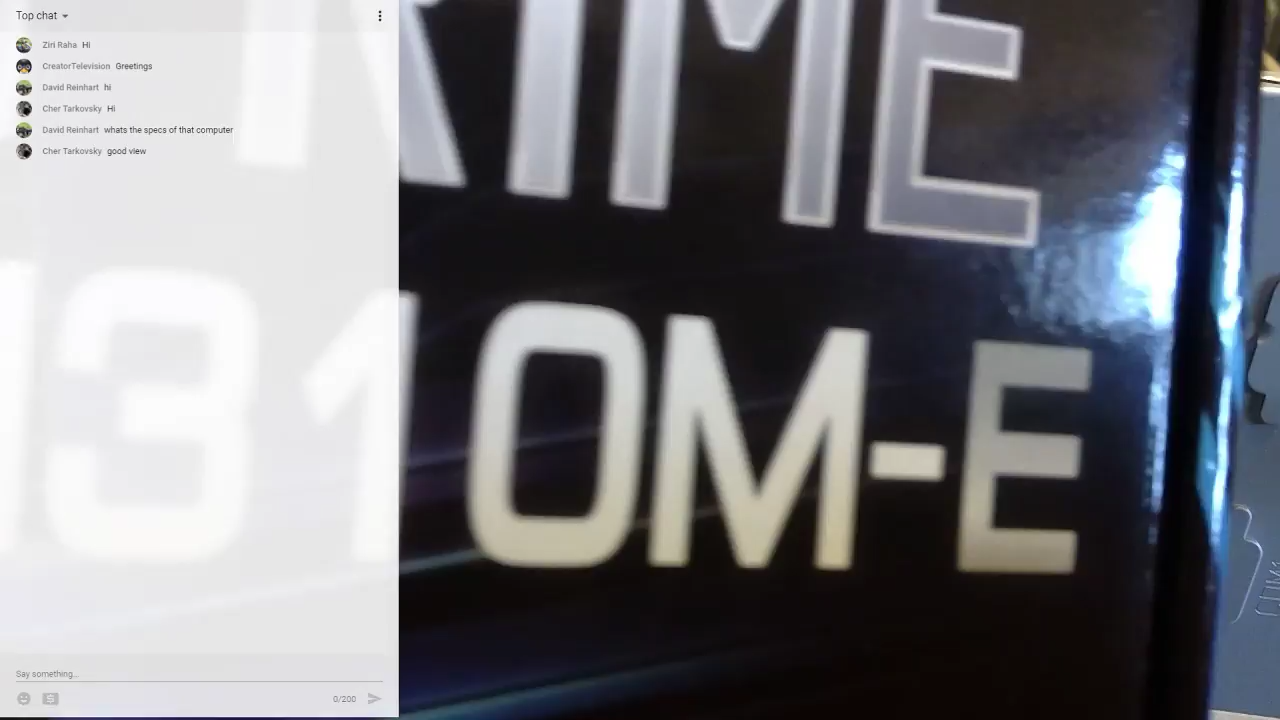 Top chat
Ziri Raha Hi
CreatorTelevision Greetings
David Reinhart hi
Cher Tarkovsky Hi
David Reinhart whats the specs of that computer
Cher Tarkovsky good view
RIME
H310M-E
Say something...
0/200